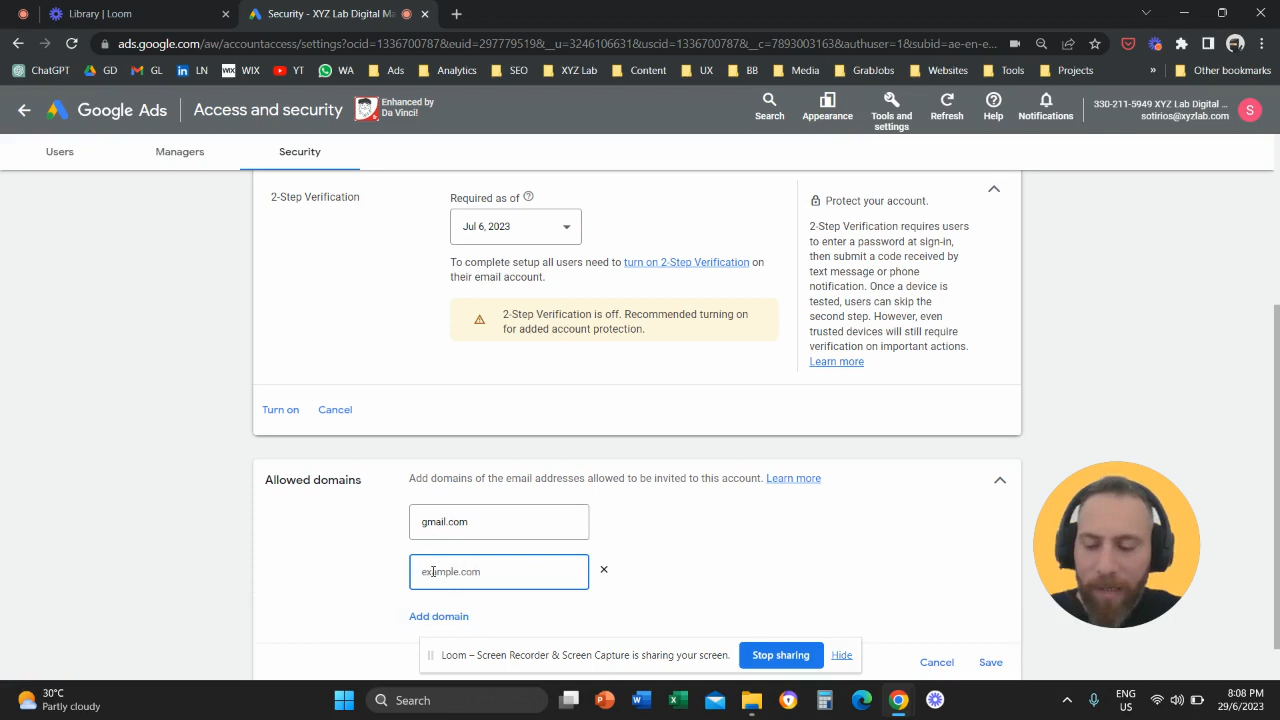 Library | Loom
Security - XYZ Lab Digital Ma
ads.google.com/aw/accountaccess/settings?ocid=1336700787&euid=297779519&__u=3246106631&uscid=1336700787&__c=7893003163&authuser=1&subid=ae-en-e...
ChatGPT GD GL LN WIX YT WA Ads Analytics SEO XYZ Lab Content UX BB Media GrabJobs Websites Tools Projects » Other bookmarks
Google Ads
Access and security
Enhanced by
Da Vinci!
Search
Appearance
Tools and
settings
Refresh
Help
Notifications
330-211-5949 XYZ Lab Digital ...
sotirios@xyzlab.com
S
Users
Managers
Security
2-Step Verification
Required as of
Jul 6, 2023
To complete setup all users need to turn on 2-Step Verification on
their email account.
2-Step Verification is off. Recommended turning on
for added account protection.
Protect your account.
2-Step Verification requires users
to enter a password at sign-in,
then submit a code received by
text message or phone
notification. Once a device is
tested, users can skip the
second step. However, even
trusted devices will still require
verification on important actions.
Learn more
Turn on
Cancel
Allowed domains
Add domains of the email addresses allowed to be invited to this account. Learn more
gmail.com
example.com
Add domain
Loom – Screen Recorder & Screen Capture is sharing your screen.
Stop sharing
Hide
Cancel
Save
30°C
Partly cloudy
Search
ENG
US
8:08 PM
29/6/2023